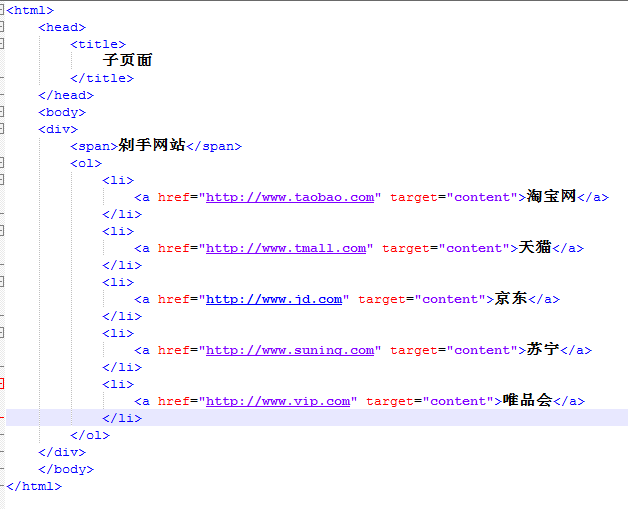 <html>
<head>
<title>
子页面
</title>
</head>
<body>
<div>
<span>剁手网站</span>
<ol>
<li>
<a href="http://www.taobao.com" target="content">淘宝网</a>
</li>
<li>
<a href="http://www.tmall.com" target="content">天猫</a>
</li>
<li>
<a href="http://www.jd.com" target="content">京东</a>
</li>
<li>
<a href="http://www.suning.com" target="content">苏宁</a>
</li>
<li>
<a href="http://www.vip.com" target="content">唯品会</a>
</li>
</ol>
</div>
</body>
</html>